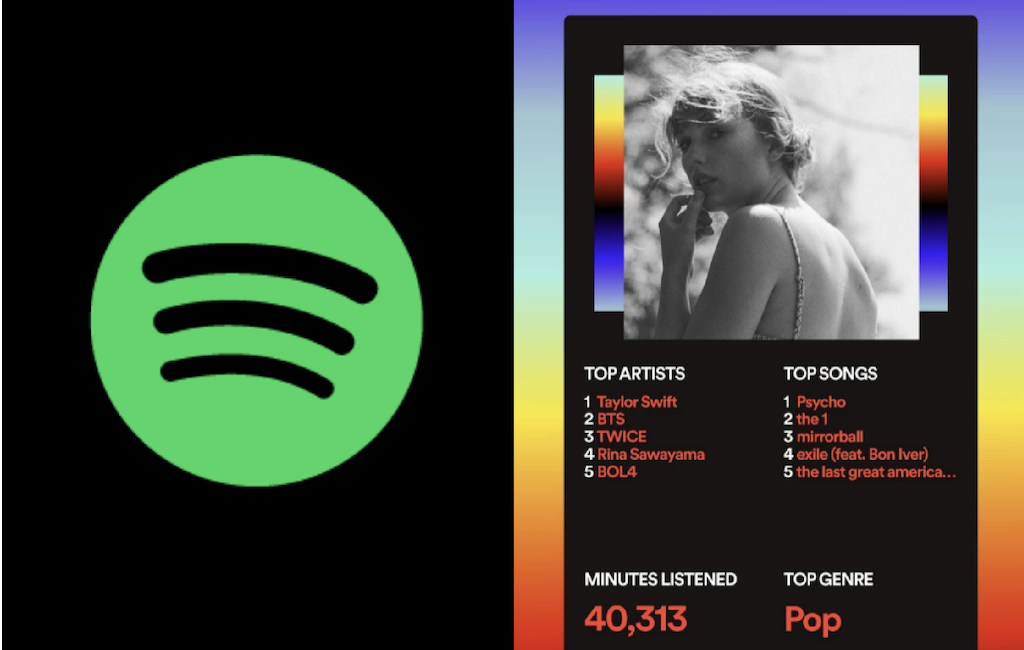 TOP ARTISTS
1 Taylor Swift
2 BTS
3 TWICE
4 Rina Sawayama
5 BOL4
TOP SONGS
1 Psycho
2 the 1
3 mirrorball
4 exile (feat. Bon Iver)
5 the last great america...
MINUTES LISTENED
40,313
TOP GENRE
Pop